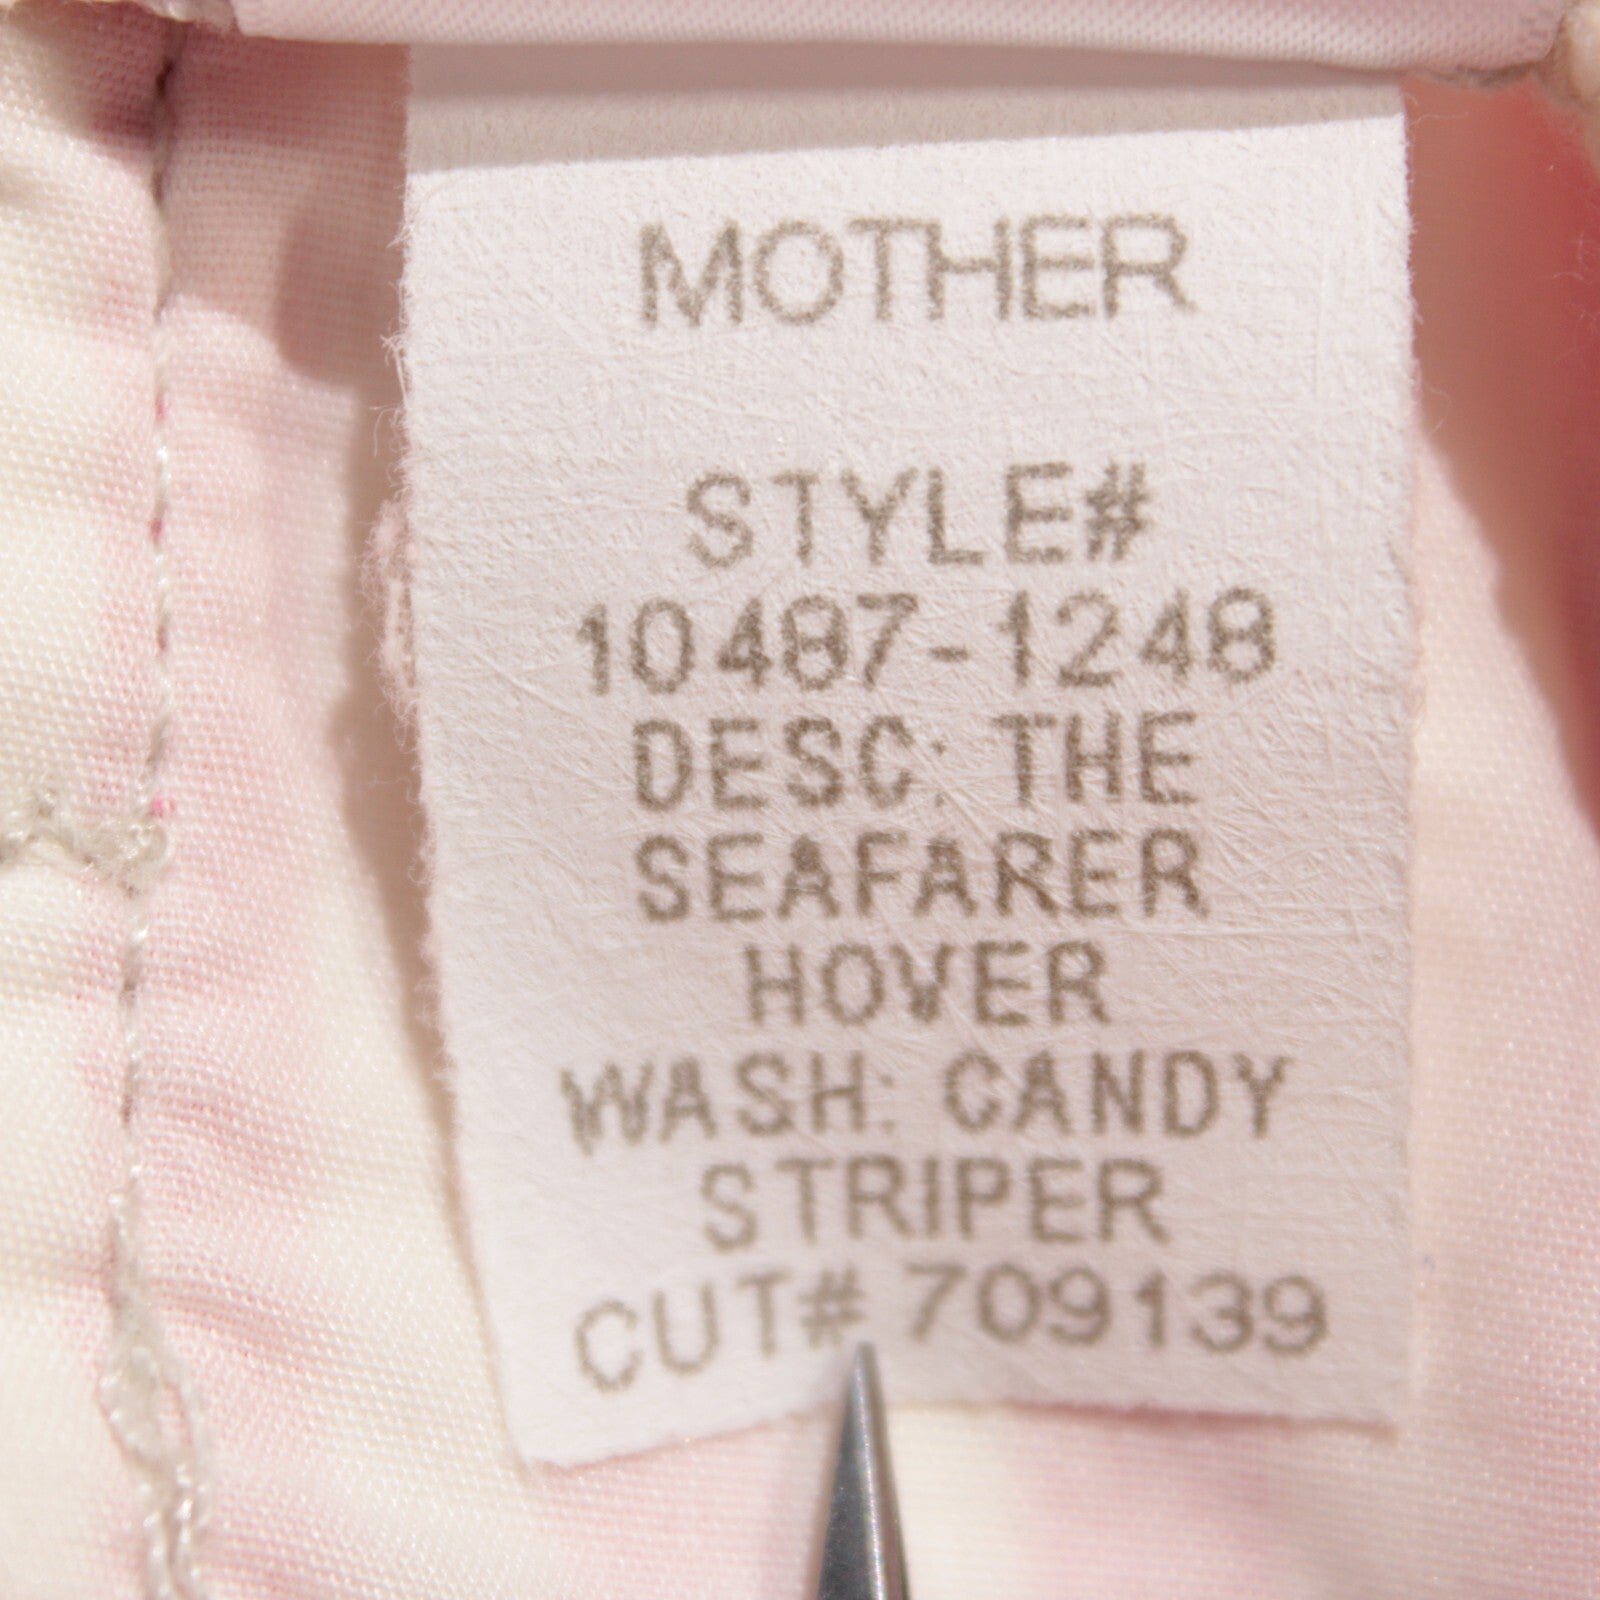 MOTHER
STYLE#
10487-1248
DESC: THE
SEAFARER
HOVER
WASH: CANDY
STRIPER
CUT# 709139